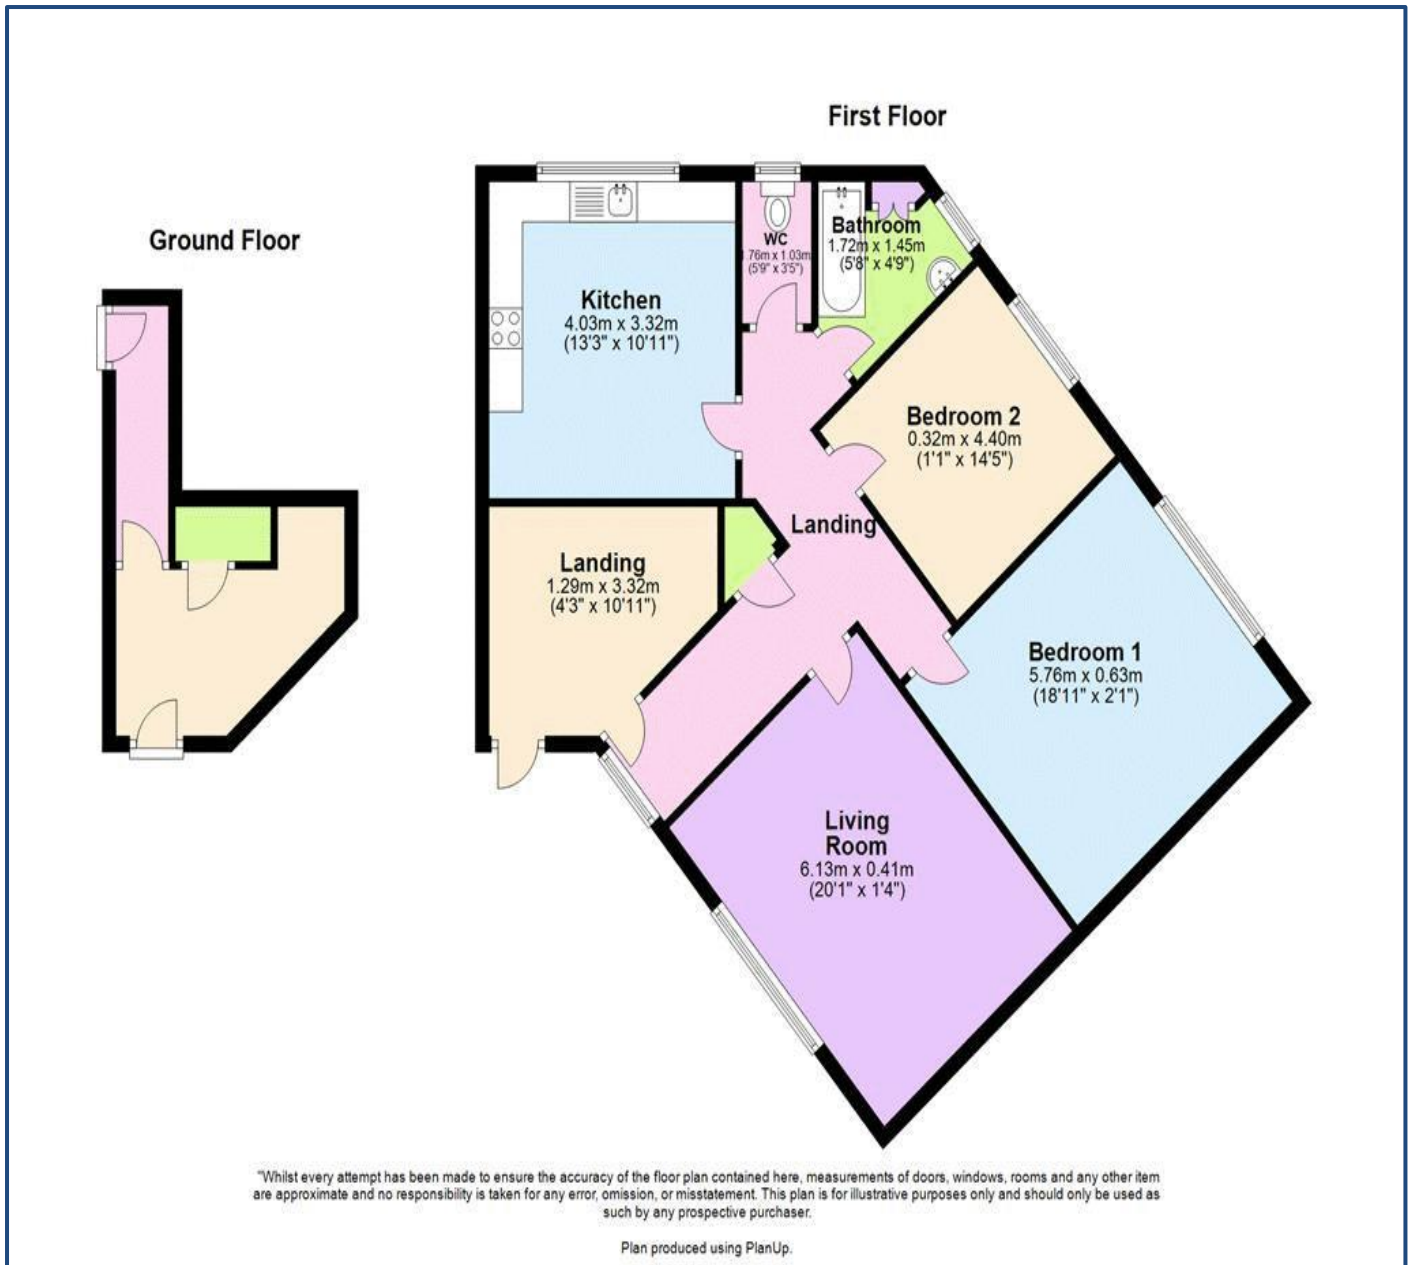 First Floor
Ground Floor
Kitchen
4.03m x 3.32m
(13'3" x 10'11")
WC
.76m x 1.03m
(5'9" x 3'5")
Bathroom
1.72m x 1.45m
(5'8" x 4'9")
Bedroom 2
0.32m x 4.40m
(1'1" x 14'5")
Landing
Landing
1.29m x 3.32m
(4'3" x 10'11")
Bedroom 1
5.76m x 0.63m
(18'11" x 2'1")
Living
Room
6.13m x 0.41m
(20'1" x 1'4")
"Whilst every attempt has been made to ensure the accuracy of the floor plan contained here, measurements of doors, windows, rooms and any other item
are approximate and no responsibility is taken for any error, omission, or misstatement. This plan is for illustrative purposes only and should only be used as
such by any prospective purchaser.
Plan produced using PlanUp.